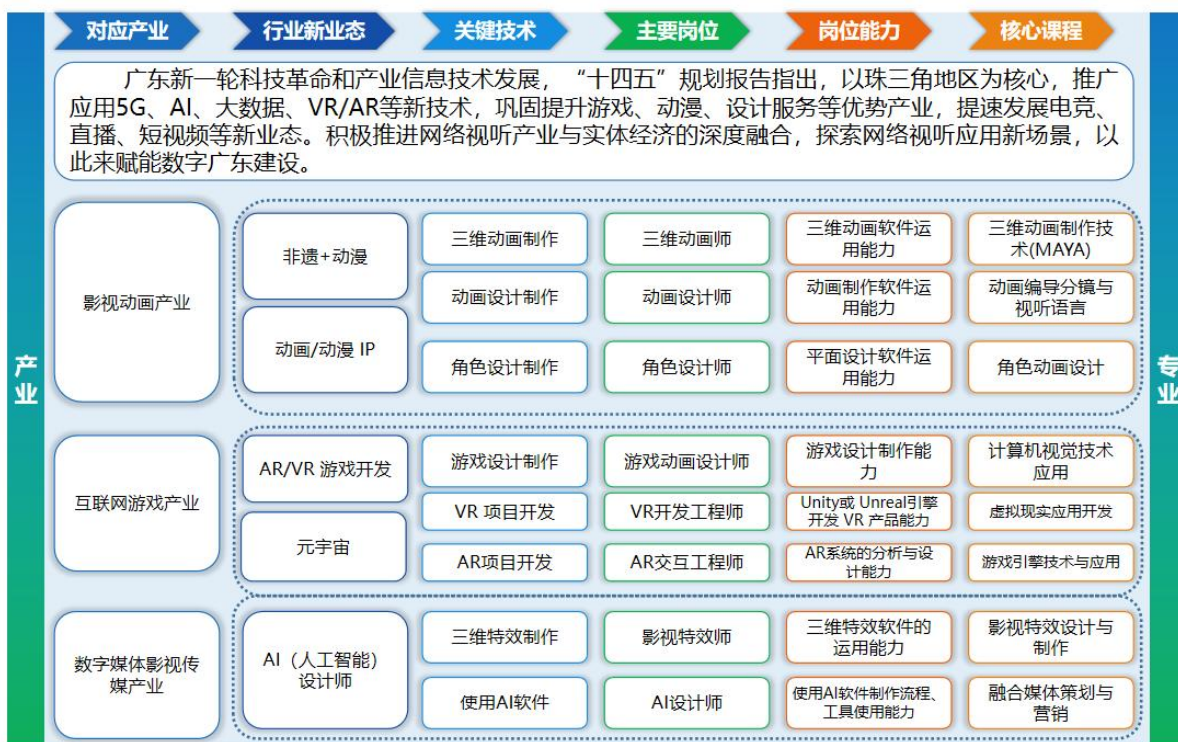 对应产业
行业新业态
关键技术
主要岗位
岗位能力
核心课程
广东新一轮科技革命和产业信息技术发展，“十四五”规划报告指出，以珠三角地区为核心，推广
应用5G、AI、大数据、VR/AR等新技术，巩固提升游戏、动漫、设计服务等优势产业，提速发展电竞、
直播、短视频等新业态。积极推进网络视听产业与实体经济的深度融合，探索网络视听应用新场景，以
此来赋能数字广东建设。
产
业
影视动画产业
非遗+动漫
动画/动漫 IP
三维动画制作
三维动画师
三维动画软件运
用能力
三维动画制作技
术(MAYA)
动画设计制作
动画设计师
动画制作软件运
用能力
动画编导分镜与
视听语言
角色设计制作
角色设计师
平面设计软件运
用能力
角色动画设计
互联网游戏产业
AR/VR 游戏开发
元宇宙
游戏设计制作
游戏动画设计师
游戏设计制作能
力
计算机视觉技术
应用
VR 项目开发
VR开发工程师
Unity或 Unreal引擎
开发 VR 产品能力
虚拟现实应用开发
AR项目开发
AR交互工程师
AR系统的分析与设
计能力
游戏引擎技术与应用
数字媒体影视传
媒产业
AI（人工智能）
设计师
三维特效制作
影视特效师
三维特效软件的
运用能力
影视特效设计与
制作
使用AI软件
AI设计师
使用AI软件制作流程、
工具使用能力
融合媒体策划与
营销
专
业